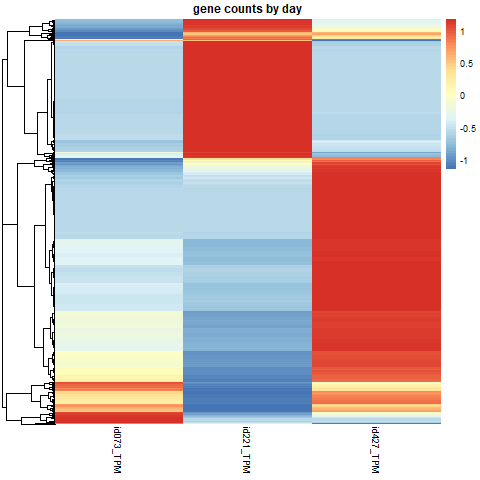 gene counts by day
1
0.5
0
-0.5
-1
id073_TPM
id221_TPM
id427_TPM